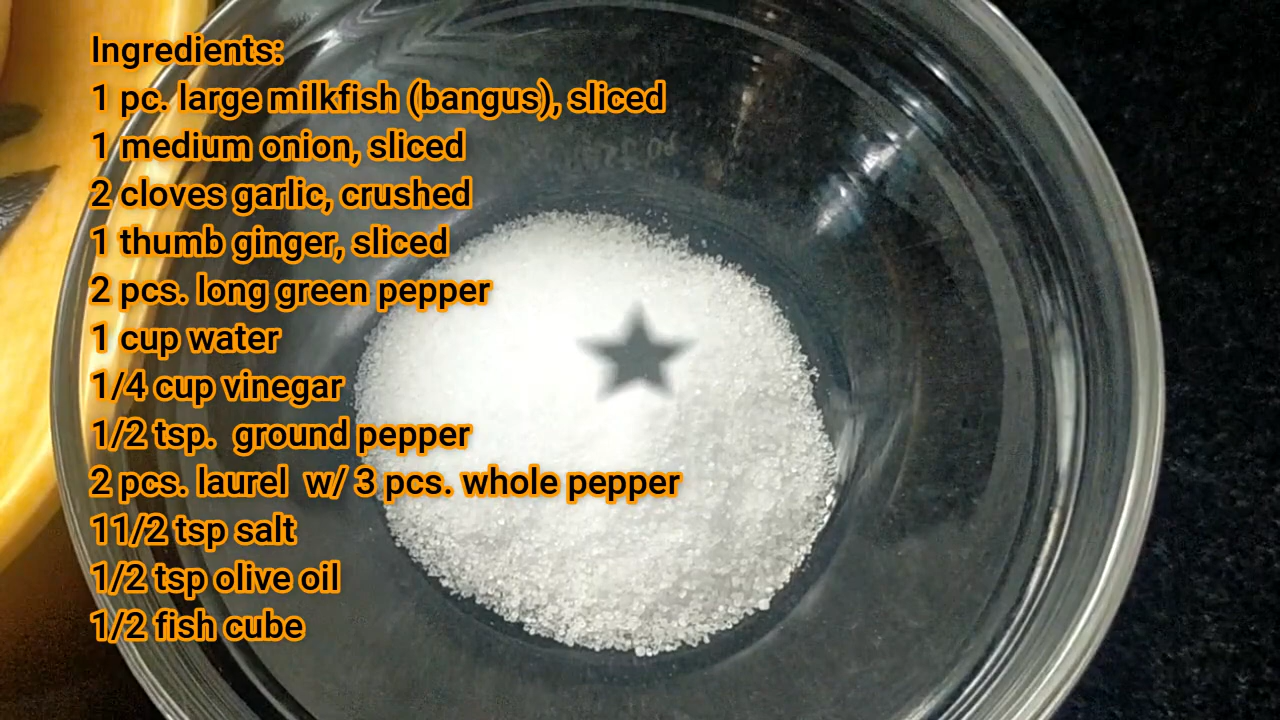 Ingredients:
1 pc. large milkfish (bangus), sliced
1 medium onion, sliced
2 cloves garlic, crushed
1 thumb ginger, sliced
2 pcs. long green pepper
1 cup water
1/4 cup vinegar
1/2 tsp.  ground pepper
2 pcs. laurel  w/ 3 pcs. whole pepper
11/2 tsp salt
1/2 tsp olive oil
1/2 fish cube